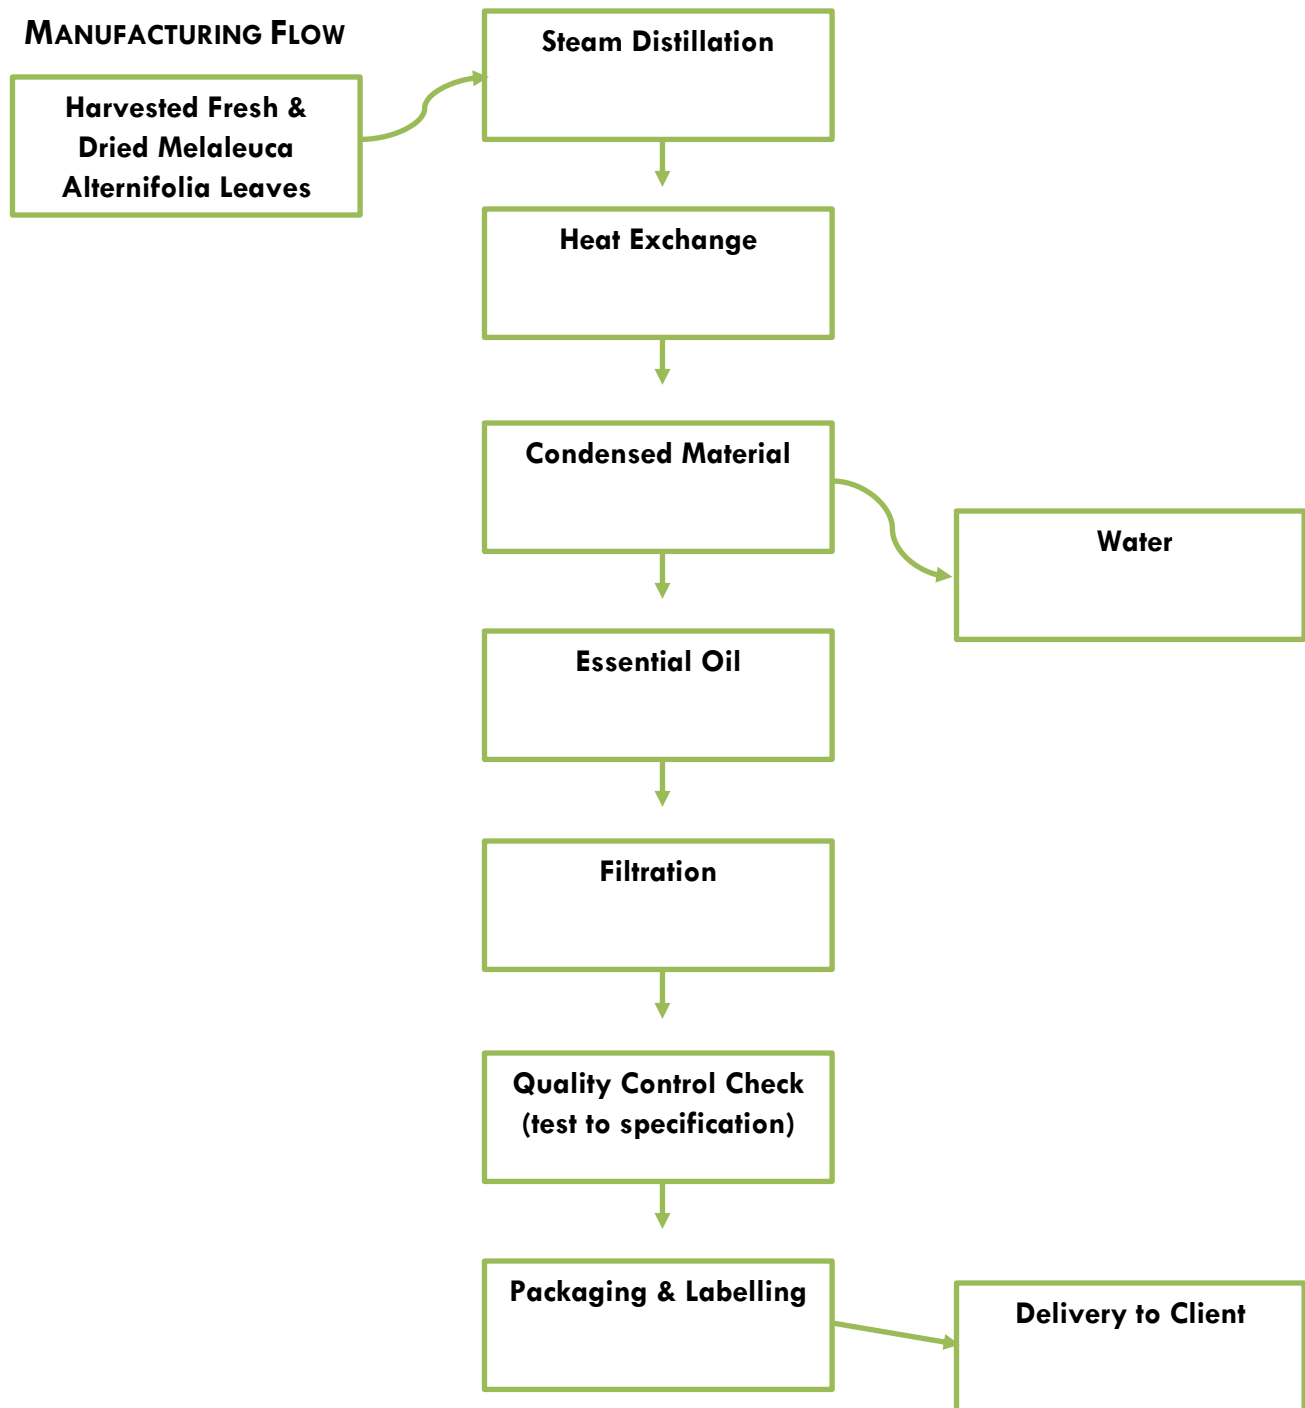 MANUFACTURING FLOW
Harvested Fresh &
Dried Melaleuca
Alternifolia Leaves
Steam Distillation
Heat Exchange
Condensed Material
Water
Essential Oil
Filtration
Quality Control Check
(test to specification)
Packaging & Labelling
Delivery to Client